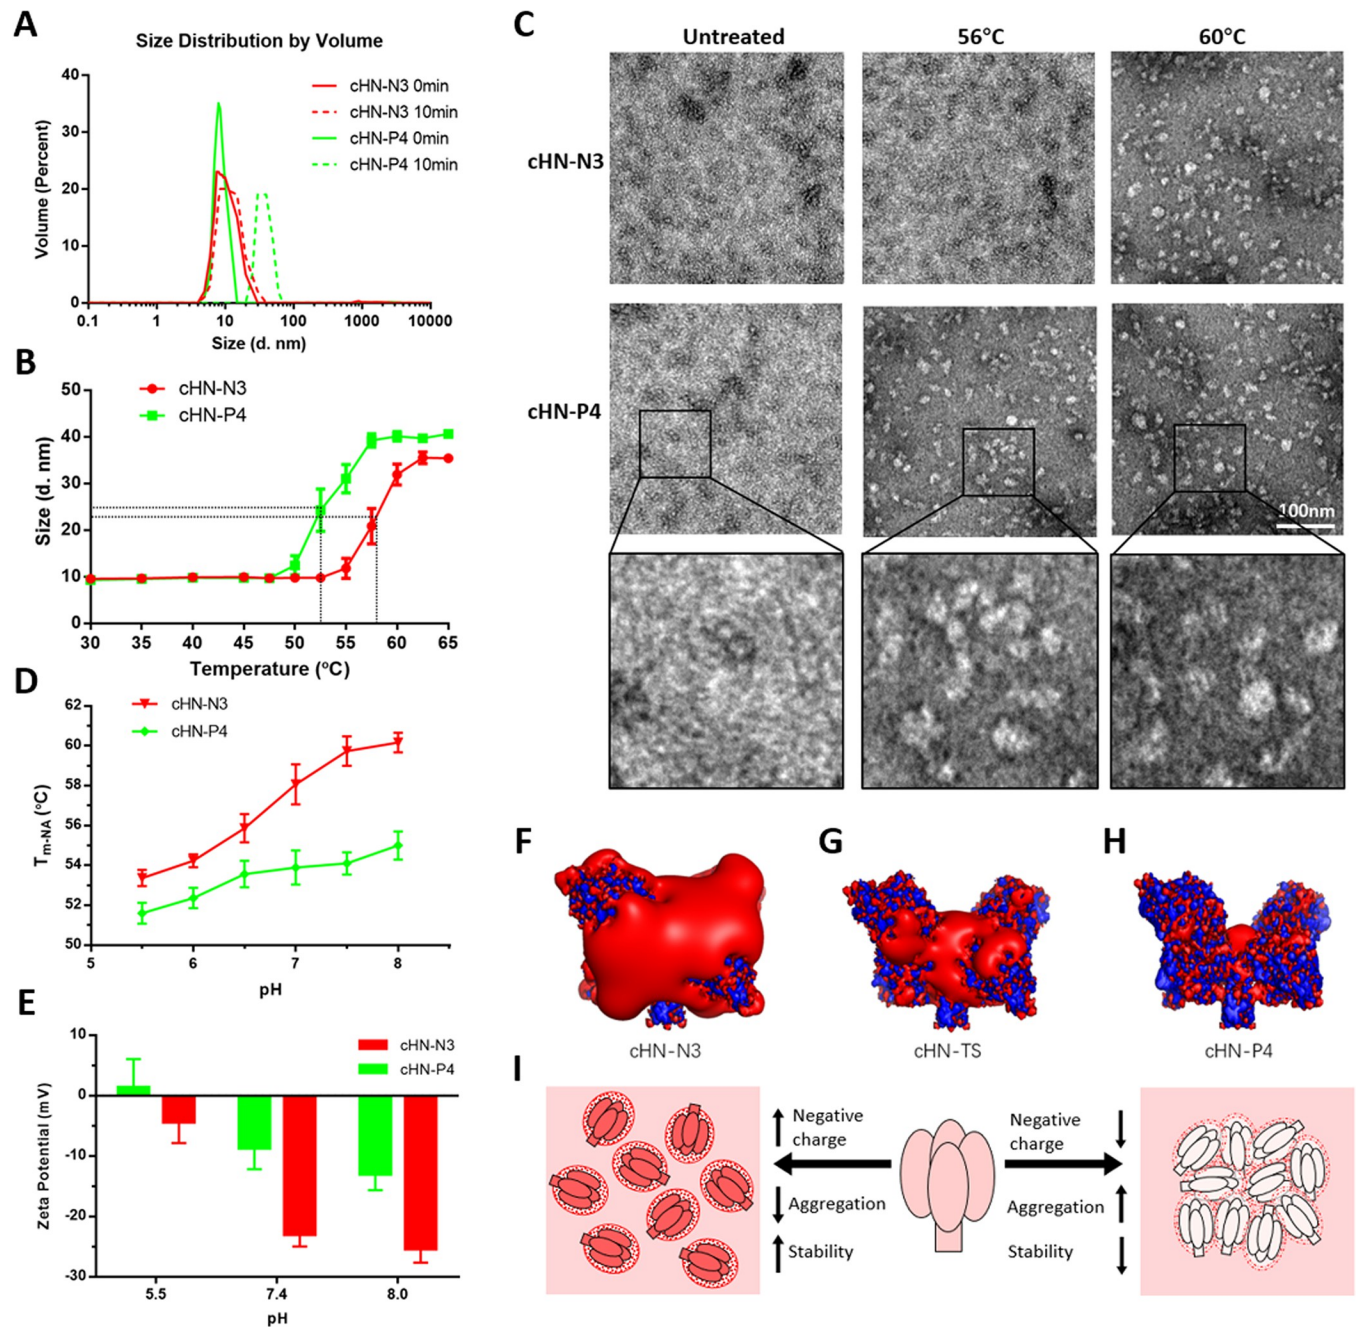 A
Size Distribution by Volume
Volume (Percent)
40
30
20
10
0
0.1
1
10
100
1000
10000
Size (d. nm)
cHN-N3 0min
cHN-N3 10min
cHN-P4 0min
cHN-P4 10min
B
Size (d. nm)
50
40
30
20
10
0
30
35
40
45
50
55
60
65
Temperature (°C)
cHN-N3
cHN-P4
C
Untreated
56°C
60°C
cHN-N3
cHN-P4
100nm
D
Tm-NA (°C)
62
60
58
56
54
52
50
5
6
7
8
pH
cHN-N3
cHN-P4
E
Zeta Potential (mV)
10
0
-10
-20
-30
5.5
7.4
8.0
pH
cHN-N3
cHN-P4
F
cHN-N3
G
cHN-TS
H
cHN-P4
I
Negative
charge
Aggregation
Stability
Negative
charge
Aggregation
Stability